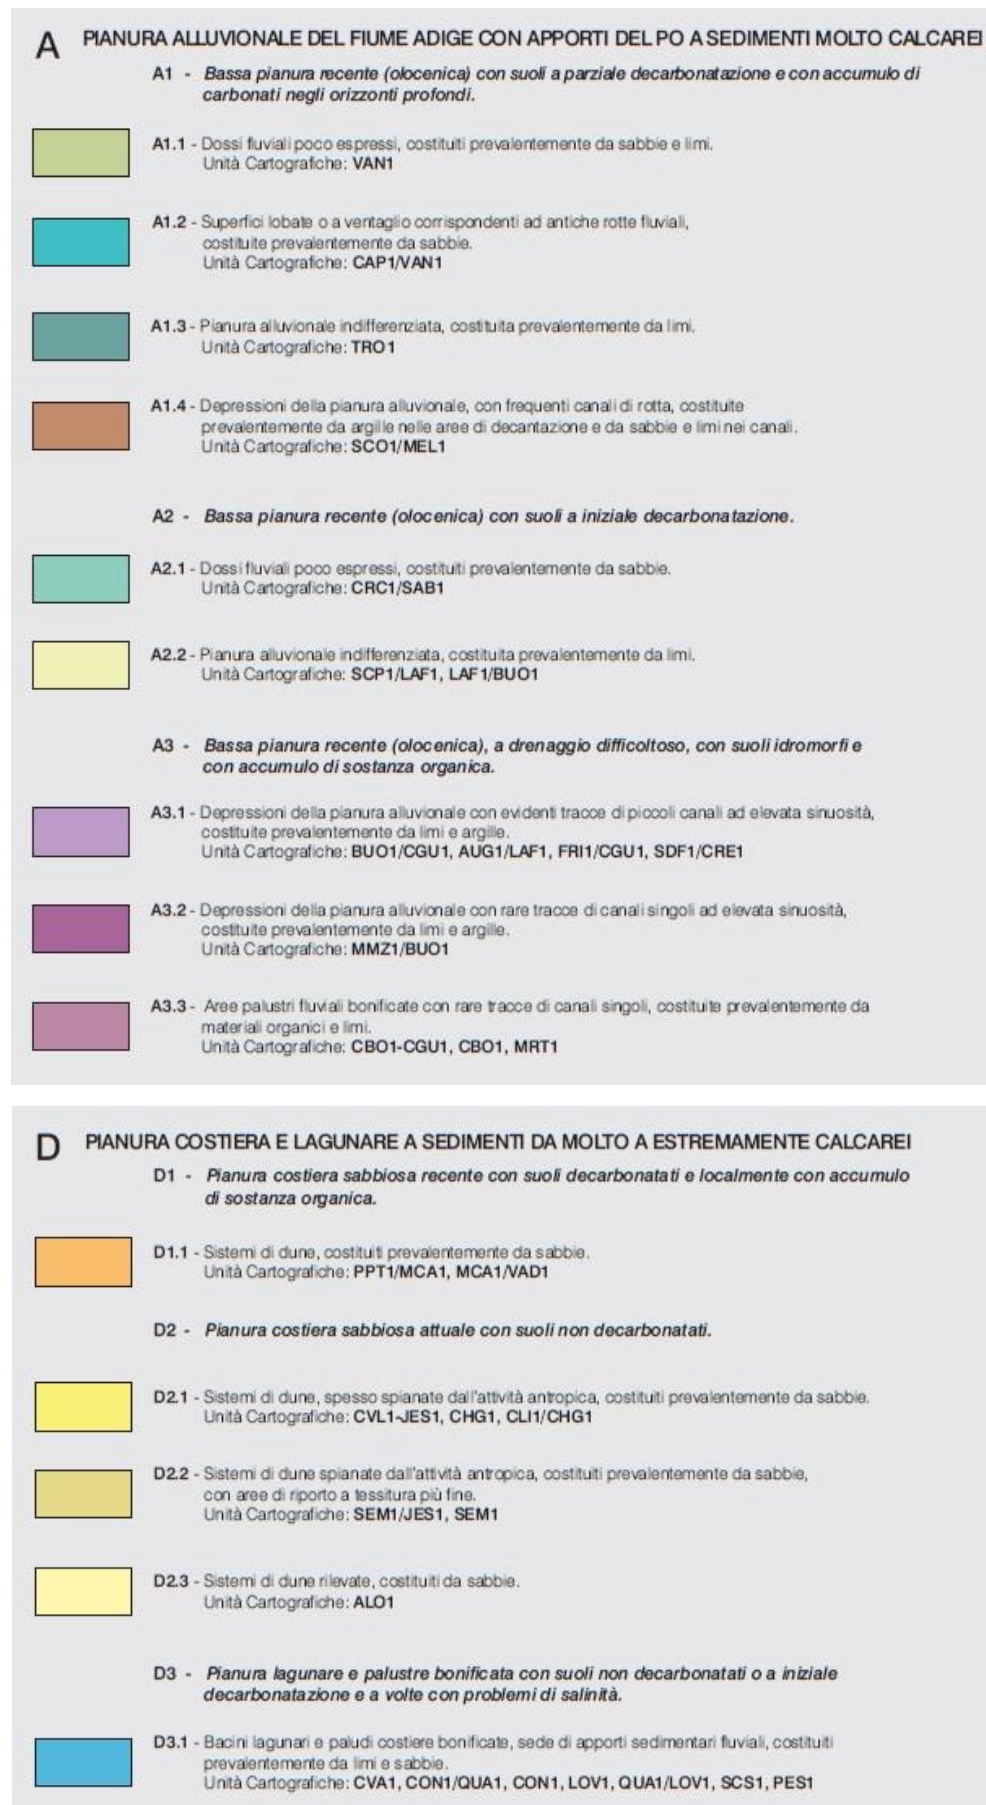 A PIANURA ALLUVIONALE DEL FIUME ADIGE CON APPORTI DEL PO A SEDIMENTI MOLTO CALCAREI
A1 - Bassa pianura recente (olocenica) con suoli a parziale decarbonatazione e con accumulo di
carbonati negli orizzonti profondi.
A1.1 - Dossi fluviali poco espressi, costituiti prevalentemente da sabbie e limi.
Unità Cartografiche: VAN1
A1.2 - Superfici lobate o a ventaglio corrispondenti ad antiche rotte fluviali,
costituite prevalentemente da sabbie.
Unità Cartografiche: CAP1/VAN1
A1.3 - Pianura alluvionale indifferenziata, costituita prevalentemente da limi.
Unità Cartografiche: TRO1
A1.4 - Depressioni della pianura alluvionale, con frequenti canali di rotta, costituite
prevalentemente da argille nelle aree di decantazione e da sabbie e limi nei canali.
Unità Cartografiche: SCO1/MEL1
A2 - Bassa pianura recente (olocenica) con suoli a iniziale decarbonatazione.
A2.1 - Dossi fluviali poco espressi, costituiti prevalentemente da sabbie.
Unità Cartografiche: CRC1/SAB1
A2.2 - Pianura alluvionale indifferenziata, costituita prevalentemente da limi.
Unità Cartografiche: SCP1/LAF1, LAF1/BUO1
A3 - Bassa pianura recente (olocenica), a drenaggio difficoltoso, con suoli idromorfi e
con accumulo di sostanza organica.
A3.1 - Depressioni della pianura alluvionale con evidenti tracce di piccoli canali ad elevata sinuosità,
costituite prevalentemente da limi e argille.
Unità Cartografiche: BUO1/CGU1, AUG1/LAF1, FRI1/CGU1, SDF1/CRE1
A3.2 - Depressioni della pianura alluvionale con rare tracce di canali singoli ad elevata sinuosità,
costituite prevalentemente da limi e argille.
Unità Cartografiche: MMZ1/BUO1
A3.3 - Aree palustri fluviali bonificate con rare tracce di canali singoli, costituite prevalentemente da
materiali organici e limi.
Unità Cartografiche: CBO1-CGU1, CBO1, MRT1
D PIANURA COSTIERA E LAGUNARE A SEDIMENTI DA MOLTO A ESTREMAMENTE CALCAREI
D1 - Pianura costiera sabbiosa recente con suoli decarbonatati e localmente con accumulo
di sostanza organica.
D1.1 - Sistemi di dune, costituiti prevalentemente da sabbie.
Unità Cartografiche: PPT1/MCA1, MCA1/VAD1
D2 - Pianura costiera sabbiosa attuale con suoli non decarbonatati.
D2.1 - Sistemi di dune, spesso spianate dall'attività antropica, costituiti prevalentemente da sabbie.
Unità Cartografiche: CVL1-JES1, CHG1, CLI1/CHG1
D2.2 - Sistemi di dune spianate dall'attività antropica, costituiti prevalentemente da sabbie,
con aree di riporto a tessitura più fine.
Unità Cartografiche: SEM1/JES1, SEM1
D2.3 - Sistemi di dune rilevate, costituiti da sabbie.
Unità Cartografiche: ALO1
D3 - Pianura lagunare e palustre bonificata con suoli non decarbonatati o a iniziale
decarbonatazione e a volte con problemi di salinità.
D3.1 - Bacini lagunari e paludi costiere bonificate, sede di apporti sedimentari fluviali, costituiti
prevalentemente da limi e sabbie.
Unità Cartografiche: CVA1, CON1/QUA1, CON1, LOV1, QUA1/LOV1, SCS1, PES1